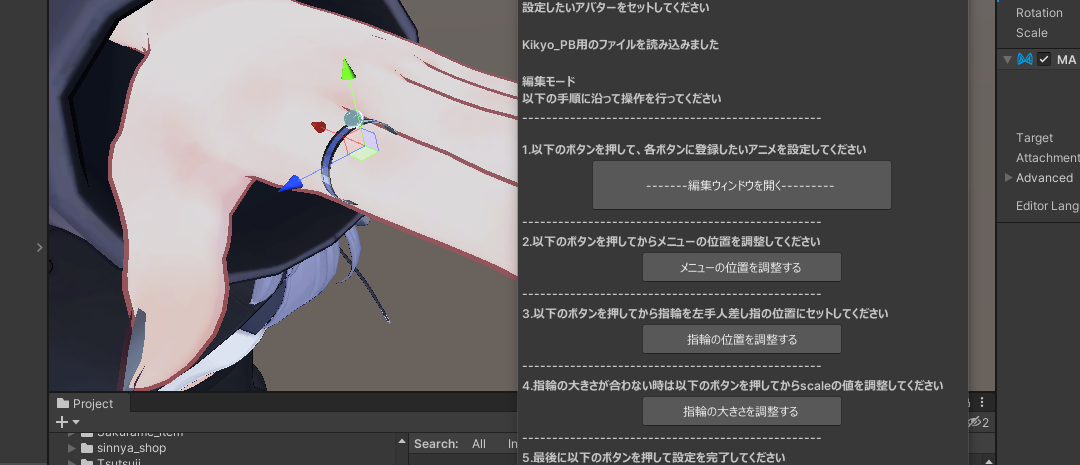 設定したいアバターをセットしてください
Kikyo_PB用のファイルを読み込みました
編集モード
以下の手順に沿って操作を行ってください
--------------------------------------------------
1.以下のボタンを押して、各ボタンに登録したいアニメを設定してください
-------編集ウィンドウを開く---------
--------------------------------------------------
2.以下のボタンを押してからメニューの位置を調整してください
メニューの位置を調整する
--------------------------------------------------
3.以下のボタンを押してから指輪を左手人差し指の位置にセットしてください
指輪の位置を調整する
--------------------------------------------------
4.指輪の大きさが合わない時は以下のボタンを押してからscaleの値を調整してください
指輪の大きさを調整する
--------------------------------------------------
5.最後に以下のボタンを押して設定を完了してください
Rotation
Scale
MA
Target
Attachment
Advanced
Editor Lang
Project
Sakurame_item
sinnya_shop
Tsutsuji
Search: All In
2